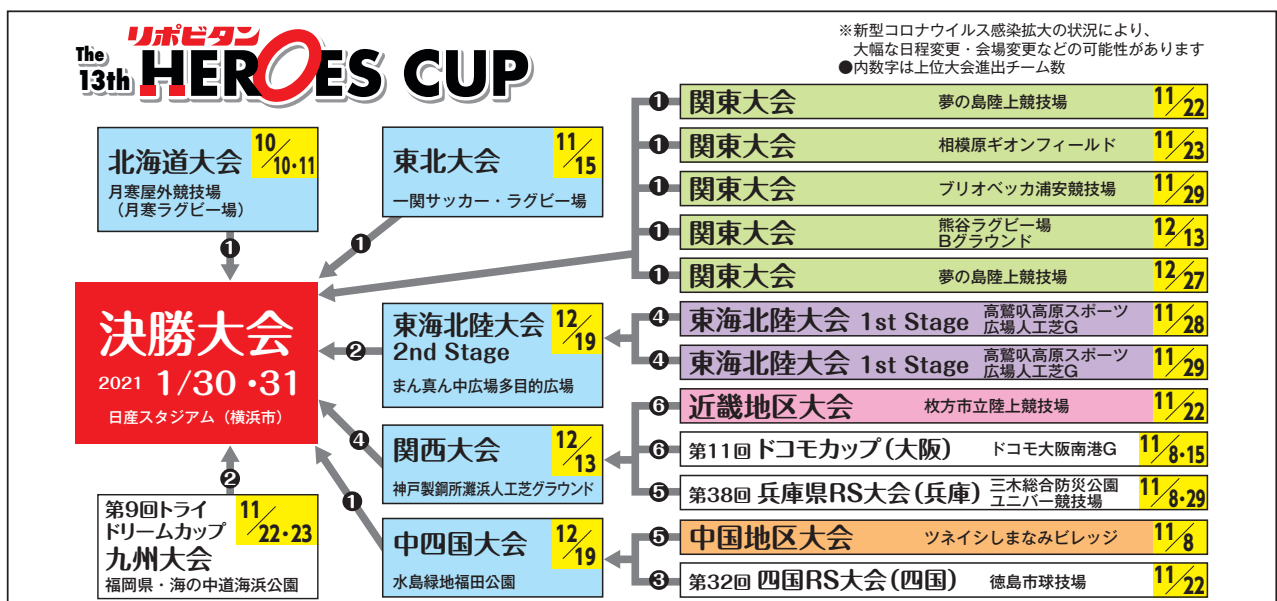 リポビタン
The 13th HEROES CUP
※新型コロナウイルス感染拡大の状況により、
大幅な日程変更・会場変更などの可能性があります
●内数字は上位大会進出チーム数
北海道大会 10/10・11
月寒屋外競技場
（月寒ラグビー場）
❶
東北大会 11/15
一関サッカー・ラグビー場
❶
❶ 関東大会 夢の島陸上競技場 11/22
❶ 関東大会 相模原ギオンフィールド 11/23
❶ 関東大会 ブリオベッカ浦安競技場 11/29
❶ 関東大会 熊谷ラグビー場 12/13
Bグラウンド
❶ 関東大会 夢の島陸上競技場 12/27
決勝大会
2021 1/30・31
日産スタジアム（横浜市）
❷
東海北陸大会 12/19
2nd Stage
まん真ん中広場多目的広場
❹ 東海北陸大会 1st Stage 高鷲叺高原スポーツ 11/28
広場人工芝G
❹ 東海北陸大会 1st Stage 高鷲叺高原スポーツ 11/29
広場人工芝G
❹
関西大会 12/13
神戸製鋼所灘浜人工芝グラウンド
❻ 近畿地区大会 枚方市立陸上競技場 11/22
❻ 第11回 ドコモカップ（大阪） ドコモ大阪南港G 11/8・15
❺ 第38回 兵庫県RS大会（兵庫） 三木総合防災公園 11/8・29
ユニバー競技場
❷
第9回トライ 11/22・23
ドリームカップ
九州大会
福岡県・海の中道海浜公園
❶
中四国大会 12/19
水島緑地福田公園
❺ 中国地区大会 ツネイシしまなみビレッジ 11/8
❸ 第32回 四国RS大会（四国） 徳島市球技場 11/22